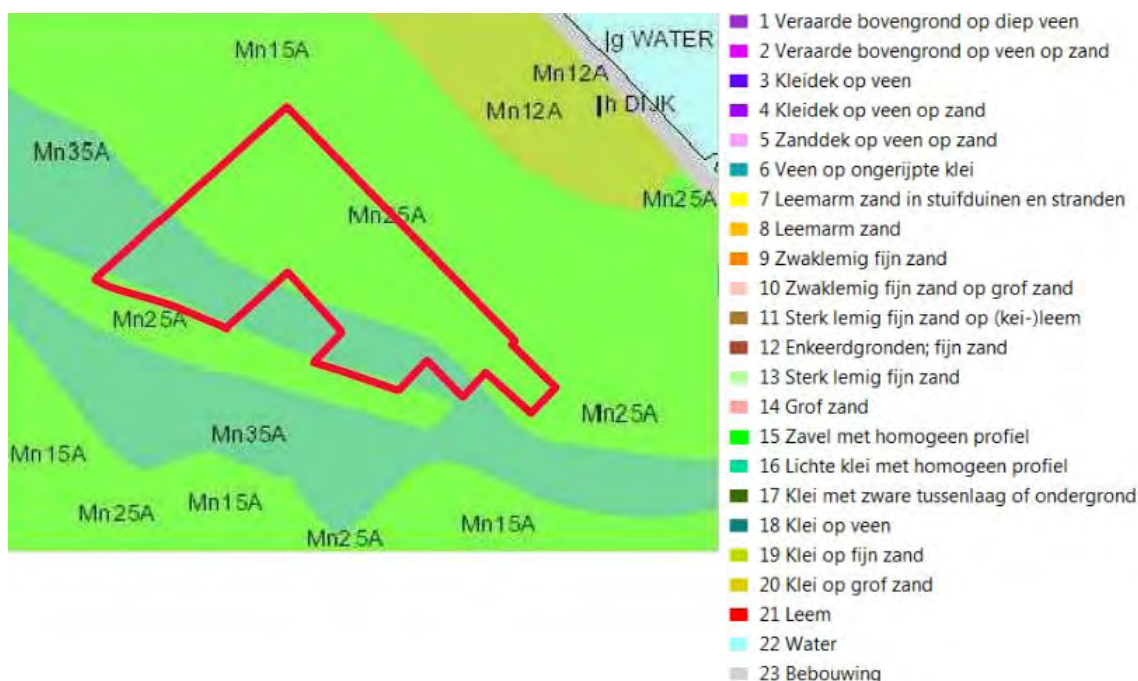 Mn15A
|g WATER
Mn12A
Mn12A
|h DIJK
Mn35A
Mn25A
Mn25A
Mn25A
Mn25A
Mn35A
Mn15A
Mn25A
Mn15A
Mn15A
Mn25A
1 Veraarde bovengrond op diep veen
2 Veraarde bovengrond op veen op zand
3 Kleidek op veen
4 Kleidek op veen op zand
5 Zanddek op veen op zand
6 Veen op ongerijpte klei
7 Leemarm zand in stuifduinen en stranden
8 Leemarm zand
9 Zwaklemig fijn zand
10 Zwaklemig fijn zand op grof zand
11 Sterk lemig fijn zand op (kei-)leem
12 Enkeerdgronden; fijn zand
13 Sterk lemig fijn zand
14 Grof zand
15 Zavel met homogeen profiel
16 Lichte klei met homogeen profiel
17 Klei met zware tussenlaag of ondergrond
18 Klei op veen
19 Klei op fijn zand
20 Klei op grof zand
21 Leem
22 Water
23 Bebouwing